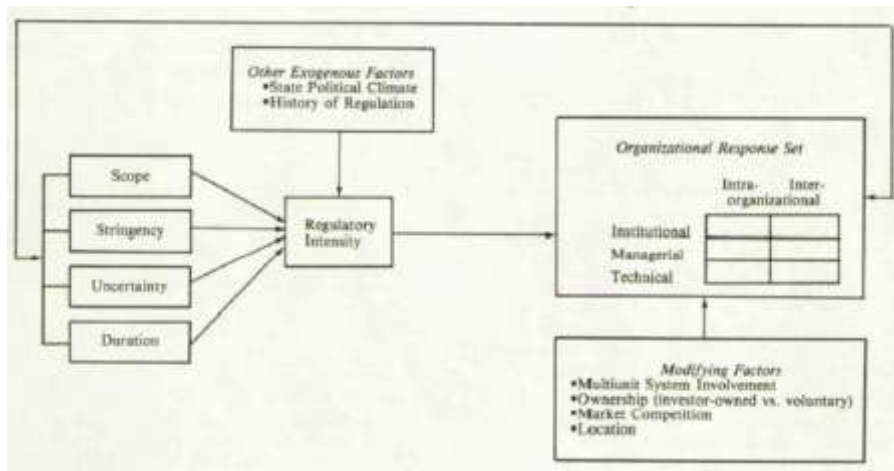 Other Exogenous Factors
•State Political Climate
•History of Regulation
Scope
Stringency
Uncertainty
Duration
Regulatory
Intensity
Organizational Response Set
Intra- Inter-
organizational
Institutional
Managerial
Technical
Modifying Factors
•Multiunit System Involvement
•Ownership (investor-owned vs. voluntary)
•Market Competition
•Location